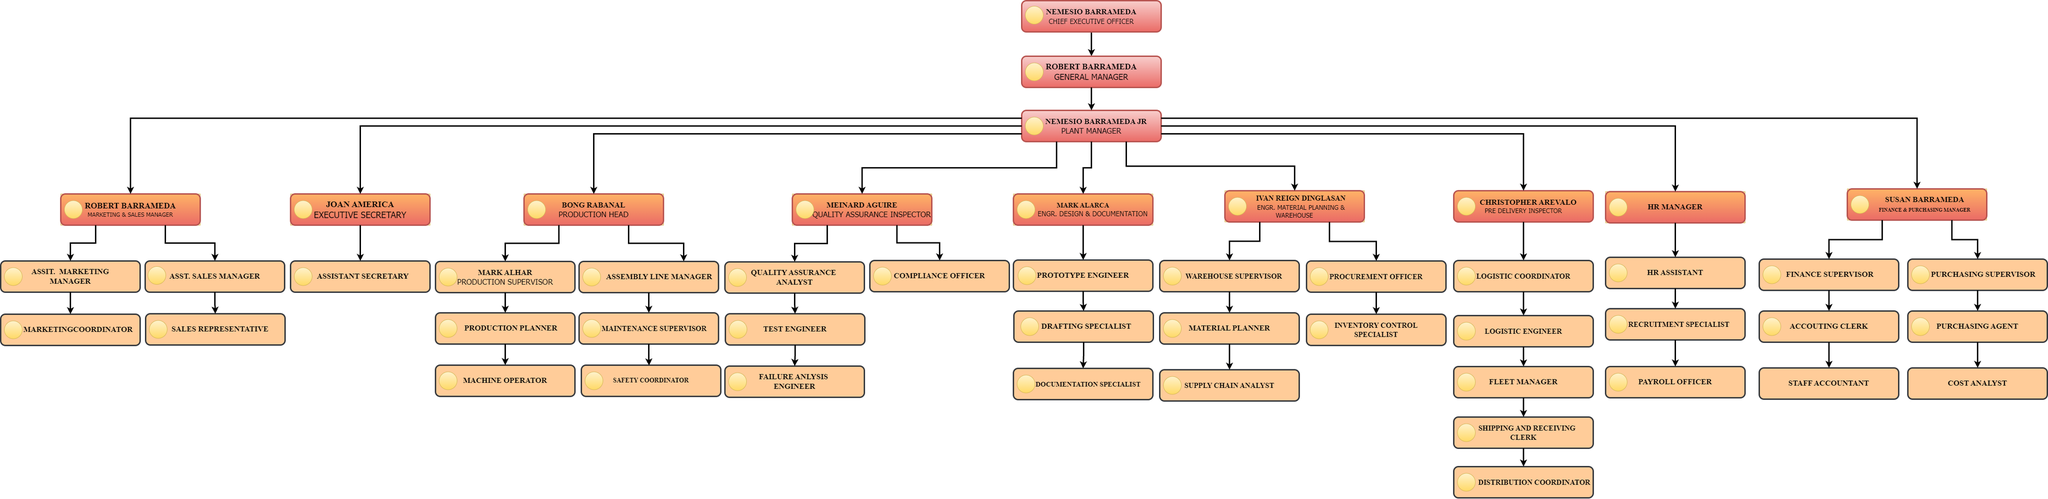 NEMESIO BARRAMEDA
CHIEF EXECUTIVE OFFICER
ROBERT BARRAMEDA
GENERAL MANAGER
NEMESIO BARRAMEDA JR
PLANT MANAGER
ROBERT BARRAMEDA
MARKETING & SALES MANAGER
JOAN AMERICA
EXECUTIVE SECRETARY
BONG RABANAL
PRODUCTION HEAD
MEINARD AGUIRE
QUALITY ASSURANCE INSPECTOR
MARK ALARCA
ENGR. DESIGN & DOCUMENTATION
IVAN REIGN DINGLASAN
ENGR. MATERIAL PLANNING &
WAREHOUSE
CHRISTOPHER AREVALO
PRE DELIVERY INSPECTOR
HR MANAGER
SUSAN BARRAMEDA
FINANCE & PURCHASING MANAGER
ASSIT. MARKETING
MANAGER
ASST. SALES MANAGER
ASSISTANT SECRETARY
MARK ALHAR
PRODUCTION SUPERVISOR
ASSEMBLY LINE MANAGER
QUALITY ASSURANCE
ANALYST
COMPLIANCE OFFICER
PROTOTYPE ENGINEER
WAREHOUSE SUPERVISOR
PROCUREMENT OFFICER
LOGISTIC COORDINATOR
HR ASSISTANT
FINANCE SUPERVISOR
PURCHASING SUPERVISOR
MARKETINGCOORDINATOR
SALES REPRESENTATIVE
PRODUCTION PLANNER
MAINTENANCE SUPERVISOR
TEST ENGINEER
DRAFTING SPECIALIST
MATERIAL PLANNER
INVENTORY CONTROL
SPECIALIST
LOGISTIC ENGINEER
RECRUITMENT SPECIALIST
ACCOUTING CLERK
PURCHASING AGENT
MACHINE OPERATOR
SAFETY COORDINATOR
FAILURE ANLYSIS
ENGINEER
DOCUMENTATION SPECIALIST
SUPPLY CHAIN ANALYST
FLEET MANAGER
PAYROLL OFFICER
STAFF ACCOUNTANT
COST ANALYST
SHIPPING AND RECEIVING
CLERK
DISTRIBUTION COORDINATOR